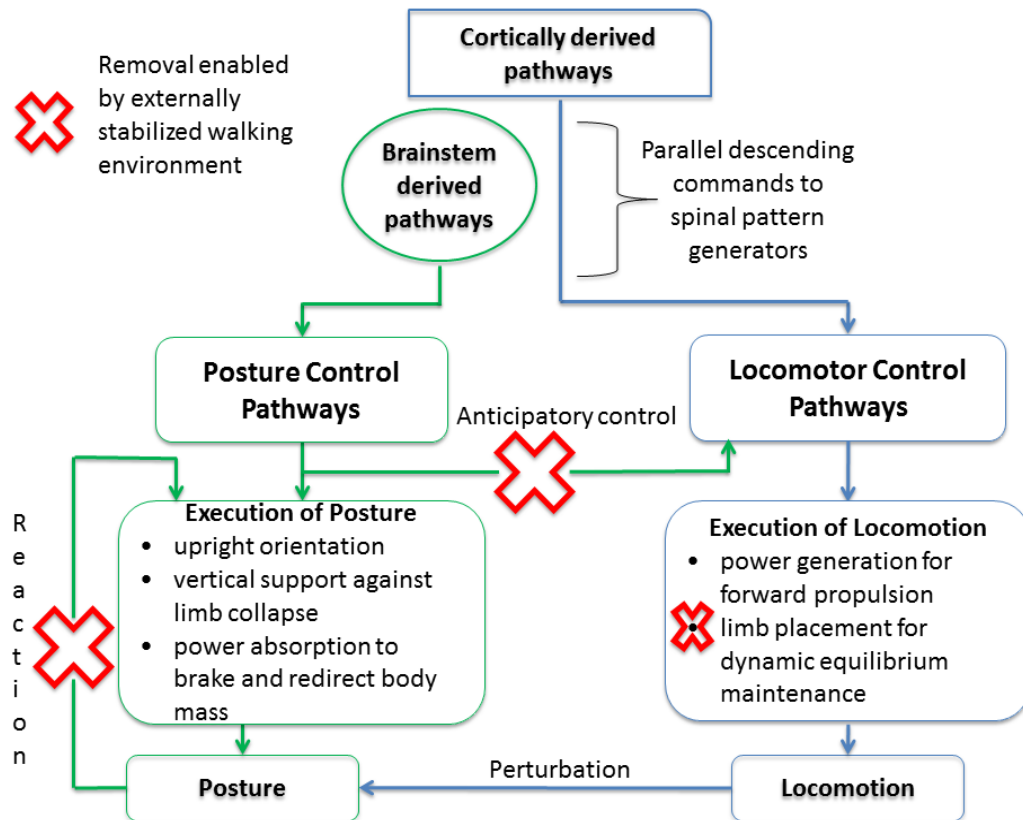 Cortically derived
pathways
Removal enabled
by externally
stabilized walking
environment
Brainstem
derived
pathways
Parallel descending
commands to
spinal pattern
generators
Posture Control
Pathways
Locomotor Control
Pathways
Anticipatory control
Reaction
Execution of Posture
• upright orientation
• vertical support against
limb collapse
• power absorption to
brake and redirect body
mass
Execution of Locomotion
• power generation for
forward propulsion
• limb placement for
dynamic equilibrium
maintenance
Posture
Perturbation
Locomotion